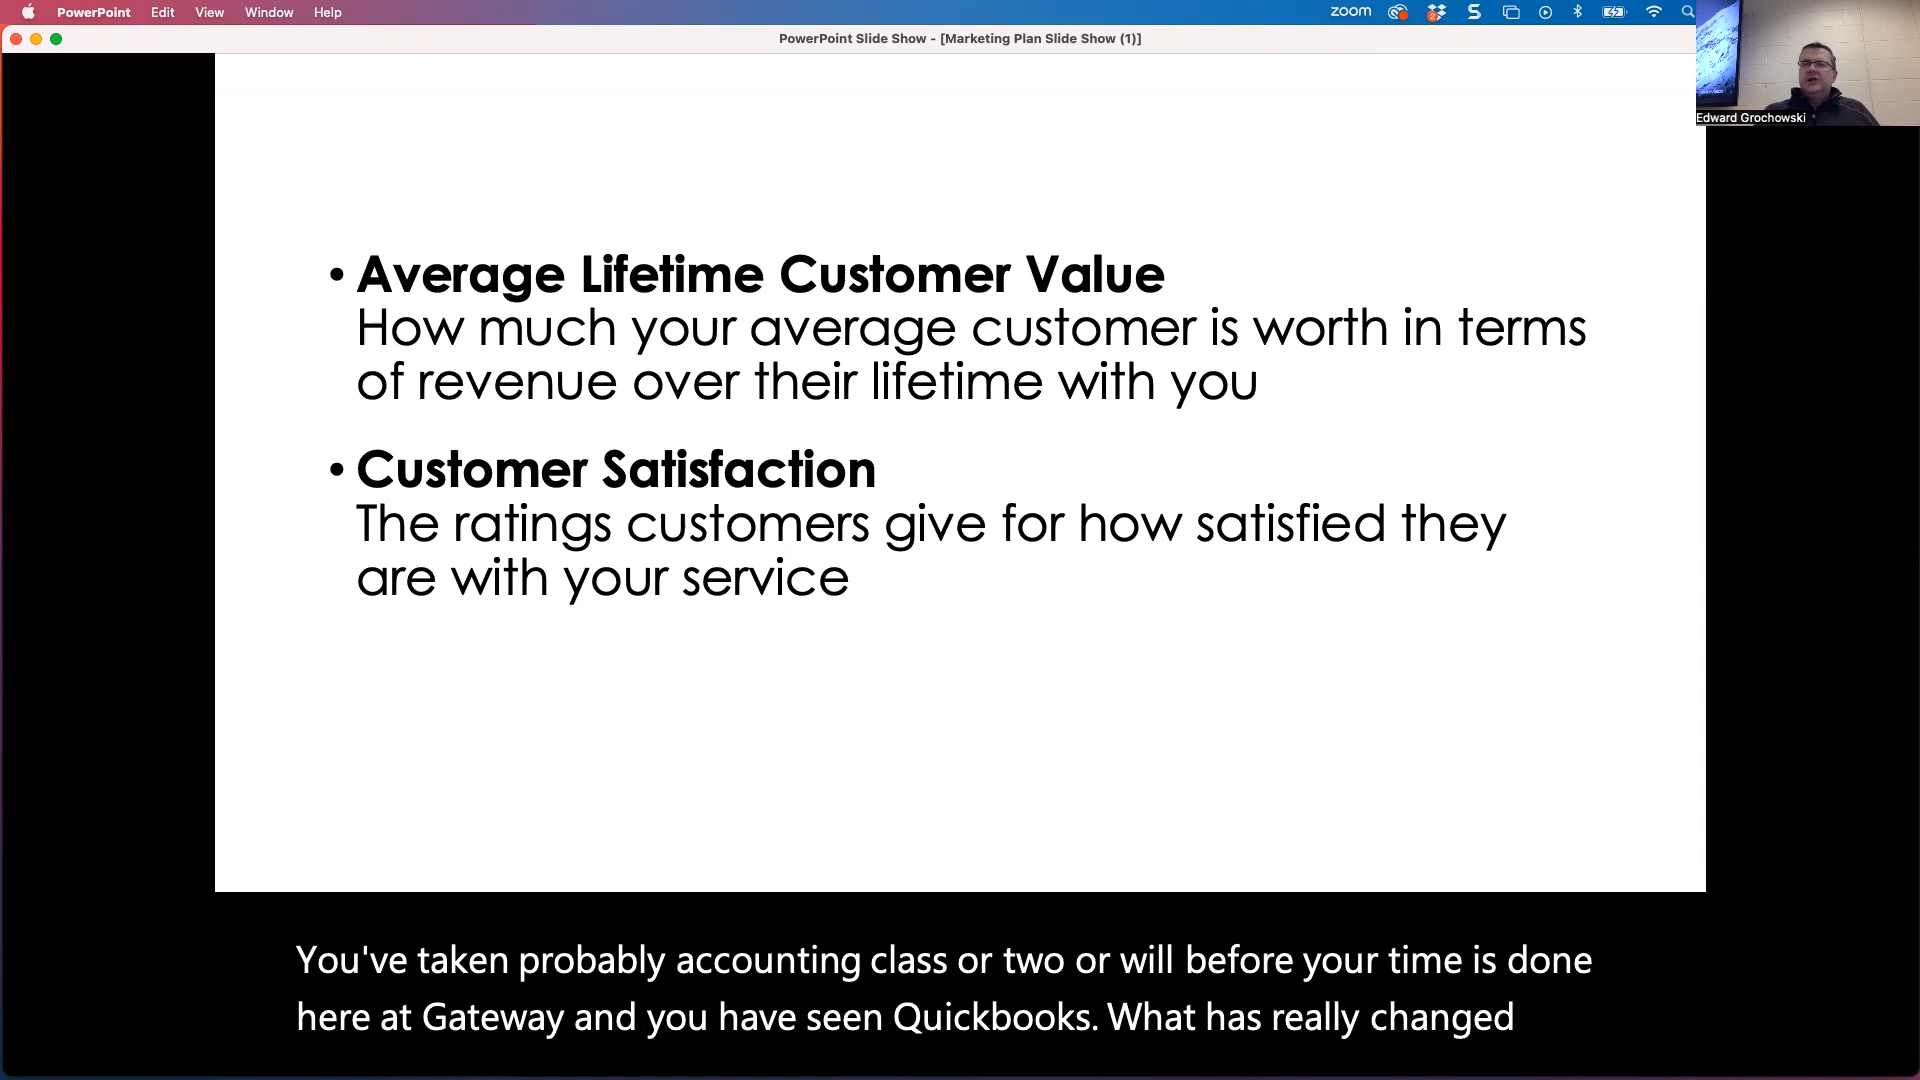 PowerPoint Edit View Window Help
zoom
PowerPoint Slide Show - [Marketing Plan Slide Show (1)]
Edward Grochowski
• Average Lifetime Customer Value
How much your average customer is worth in terms
of revenue over their lifetime with you
• Customer Satisfaction
The ratings customers give for how satisfied they
are with your service
You've taken probably accounting class or two or will before your time is done
here at Gateway and you have seen Quickbooks. What has really changed